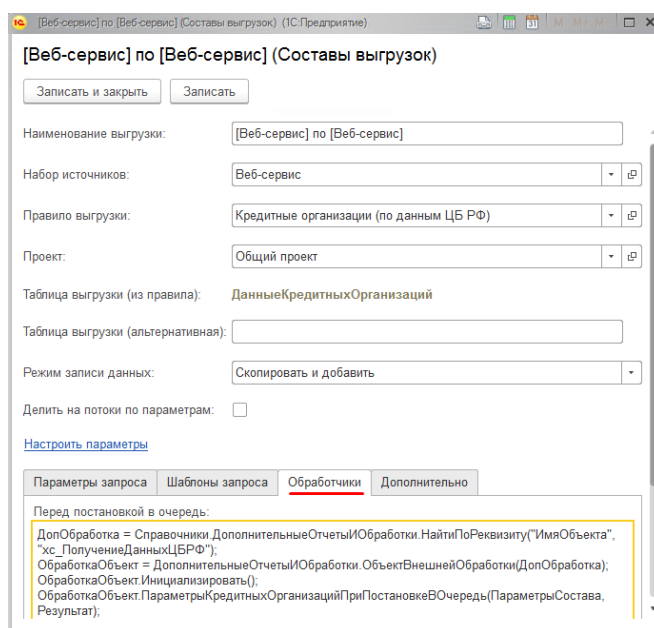 [Веб-сервис] по [Веб-сервис] (Составы выгрузок) (1С:Предприятие)
M M+ M-
[Веб-сервис] по [Веб-сервис] (Составы выгрузок)
Записать и закрыть Записать
Наименование выгрузки: [Веб-сервис] по [Веб-сервис]
Набор источников: Веб-сервис
Правило выгрузки: Кредитные организации (по данным ЦБ РФ)
Проект: Общий проект
Таблица выгрузки (из правила): ДанныеКредитныхОрганизаций
Таблица выгрузки (альтернативная):
Режим записи данных: Скопировать и добавить
Делить на потоки по параметрам:
Настроить параметры
Параметры запроса Шаблоны запроса Обработчики Дополнительно
Перед постановкой в очередь:
ДопОбработка = Справочники.ДополнительныеОтчетыИОбработки.НайтиПоРеквизиту("ИмяОбъекта",
"хс_ПолучениеДанныхЦБРФ");
ОбработкаОбъект = ДополнительныеОтчетыИОбработки.ОбъектВнешнейОбработки(ДопОбработка);
ОбработкаОбъект.Инициализировать();
ОбработкаОбъект.ПараметрыКредитныхОрганизацийПриПостановкеВОчередь(ПараметрыСостава,
Результат);